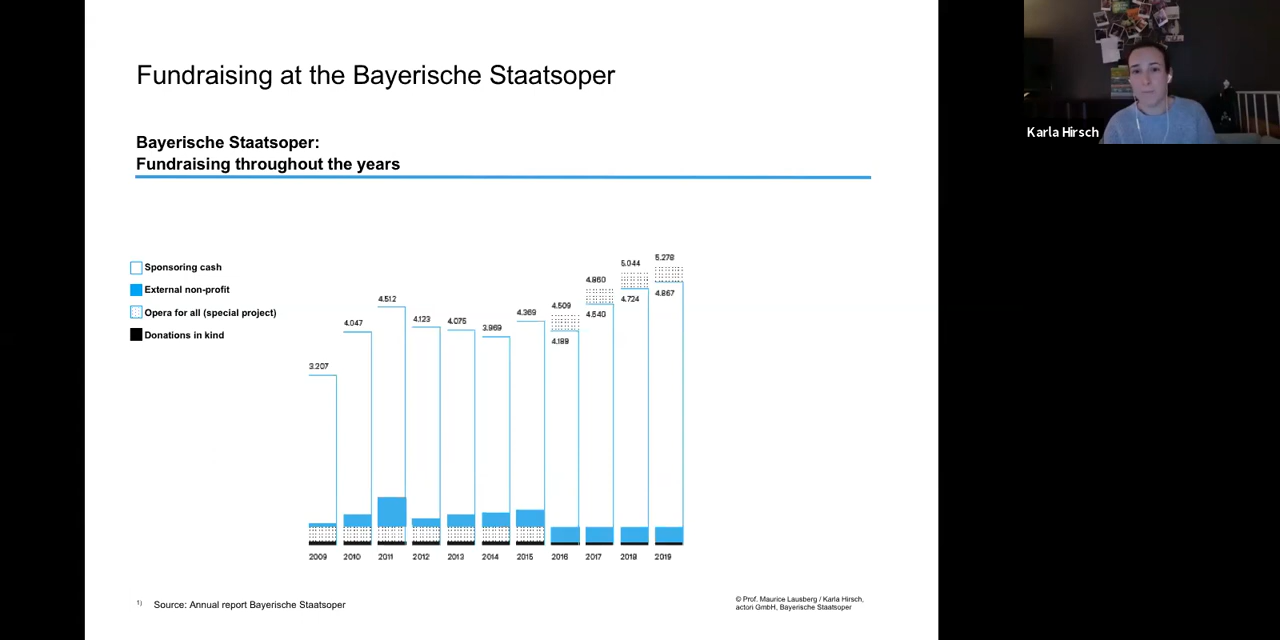 Fundraising at the Bayerische Staatsoper
Karla Hirsch
Bayerische Staatsoper:
Fundraising throughout the years
Sponsoring cash
External non-profit
Opera for all (special project)
Donations in kind
3.207
4.047
4.512
4.123
4.075
3.969
4.369
4.509
4.189
4.860
4.540
5.044
4.724
5.278
4.867
2009
2010
2011
2012
2013
2014
2015
2016
2017
2018
2019
1) Source: Annual report Bayerische Staatsoper
© Prof. Maurice Lausberg / Karla Hirsch,
actori GmbH, Bayerische Staatsoper